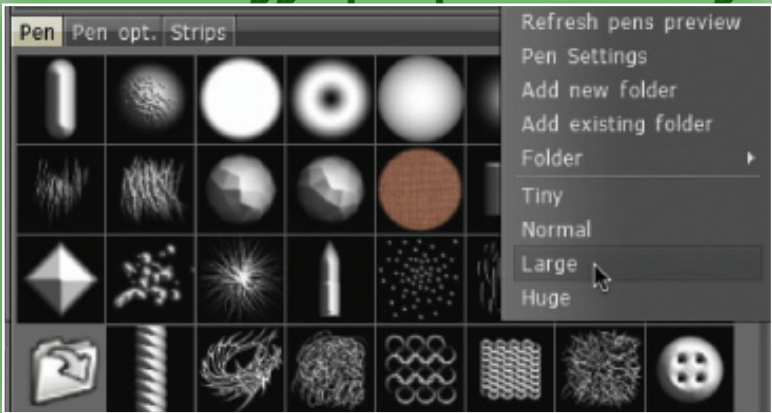 Pen Pen opt. Strips
Refresh pens preview
Pen Settings
Add new folder
Add existing folder
Folder
Tiny
Normal
Large
Huge